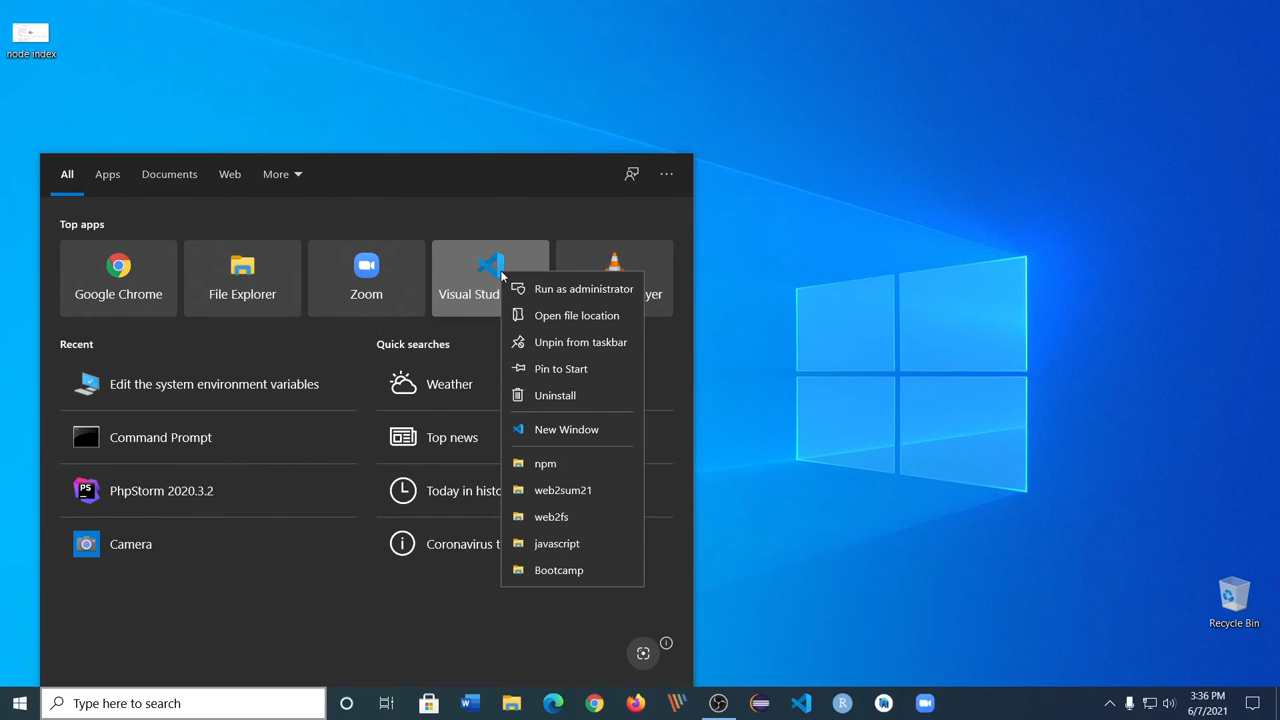 node index
All
Apps
Documents
Web
More
Top apps
Google Chrome
File Explorer
Zoom
Visual Stud
yer
Run as administrator
Open file location
Unpin from taskbar
Pin to Start
Uninstall
New Window
npm
web2sum21
web2fs
javascript
Bootcamp
Recent
Edit the system environment variables
Command Prompt
PS
PhpStorm 2020.3.2
Camera
Quick searches
Weather
Top news
Today in histo
Coronavirus t
Recycle Bin
Type here to search
3:36 PM
6/7/2021